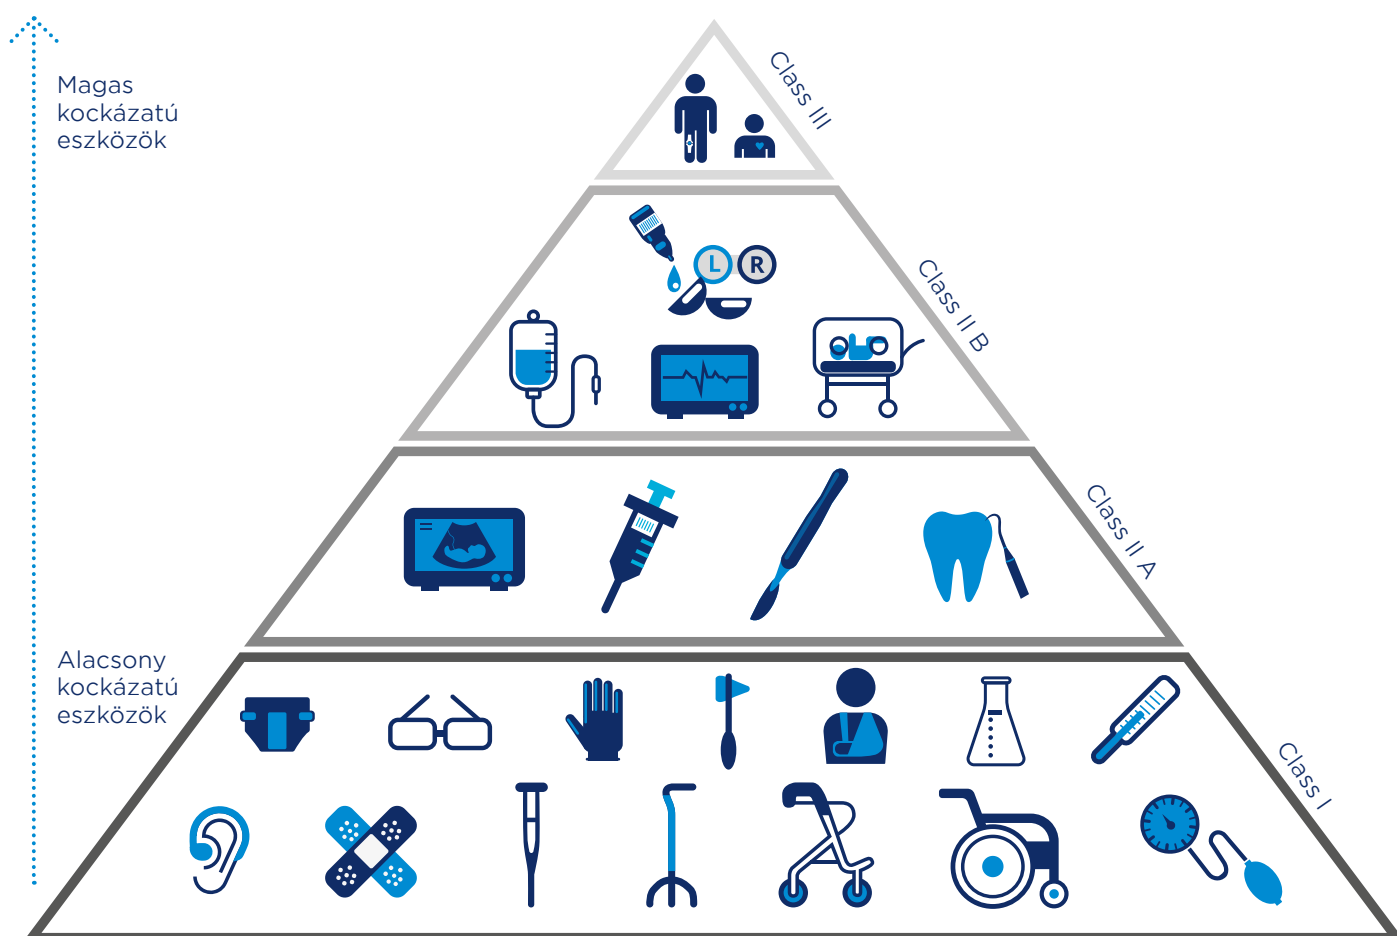 Magas
kockázatú
eszközök
Class III
L R
Class II B
Class II A
Alacsony
kockázatú
eszközök
Class I